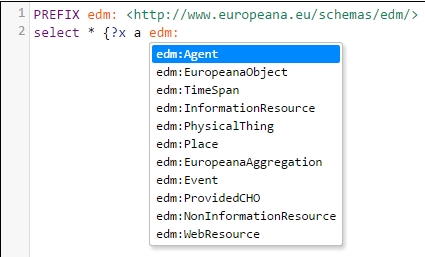 1 PREFIX edm: <http://www.europeana.eu/schemas/edm/>
2 select * {?x a edm:
edm:Agent
edm:EuropeanaObject
edm:TimeSpan
edm:InformationResource
edm:PhysicalThing
edm:Place
edm:EuropeanaAggregation
edm:Event
edm:ProvidedCHO
edm:NonInformationResource
edm:WebResource